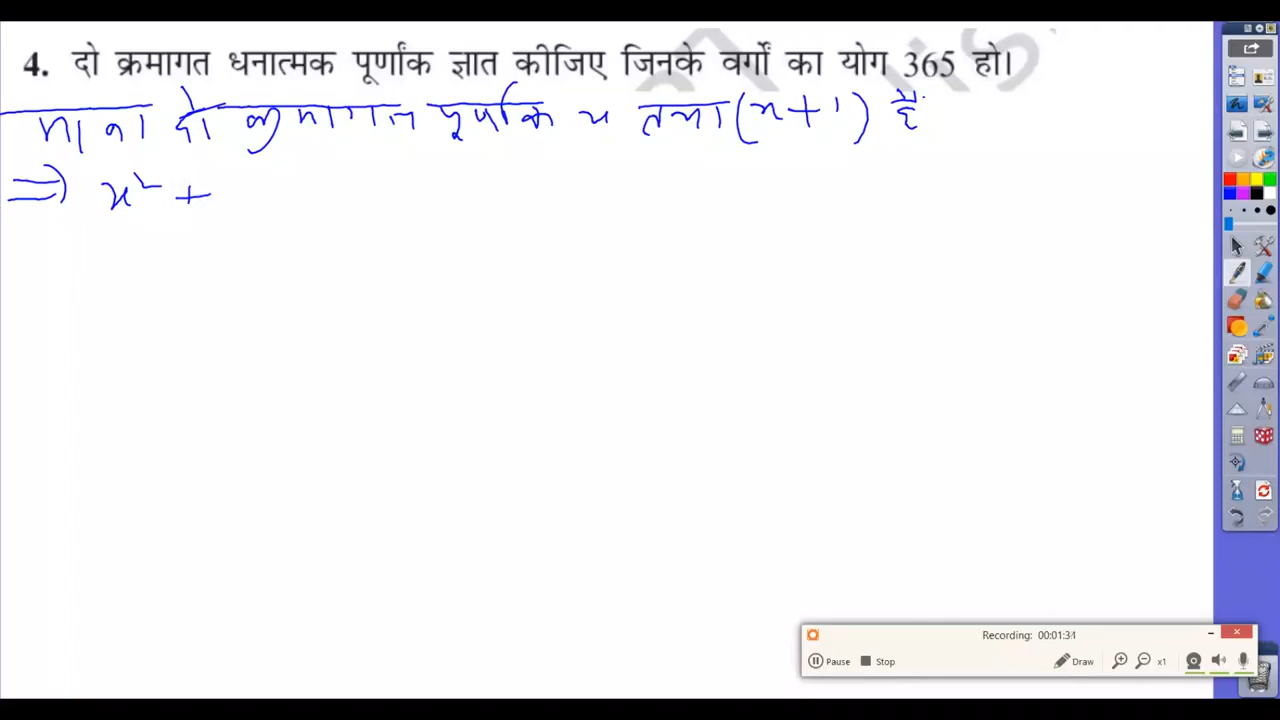 4. दो क्रमागत धनात्मक पूर्णांक ज्ञात कीजिए जिनके वर्गों का योग 365 हो।
माना दो क्रमागत पूर्णांक x तथा (x+1) हैं
⇒ x² +
Recording: 00:01:34
Pause Stop Draw x1